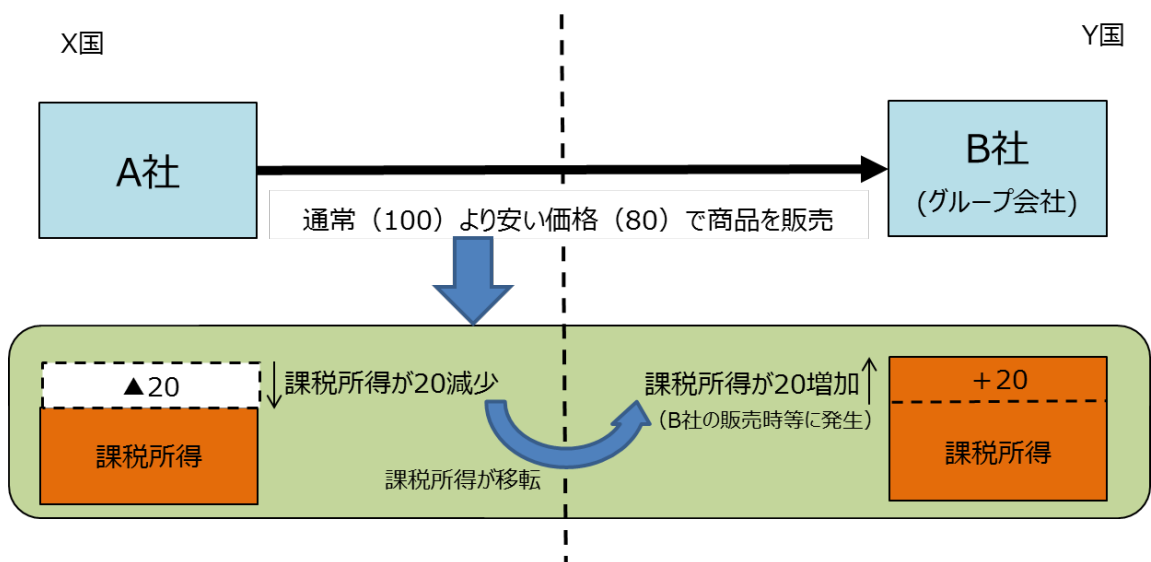 X国
Y国
A社
B社
(グループ会社)
通常（100）より安い価格（80）で商品を販売
▲20
課税所得が20減少
課税所得が20増加
（B社の販売時等に発生）
＋20
課税所得
課税所得が移転
課税所得